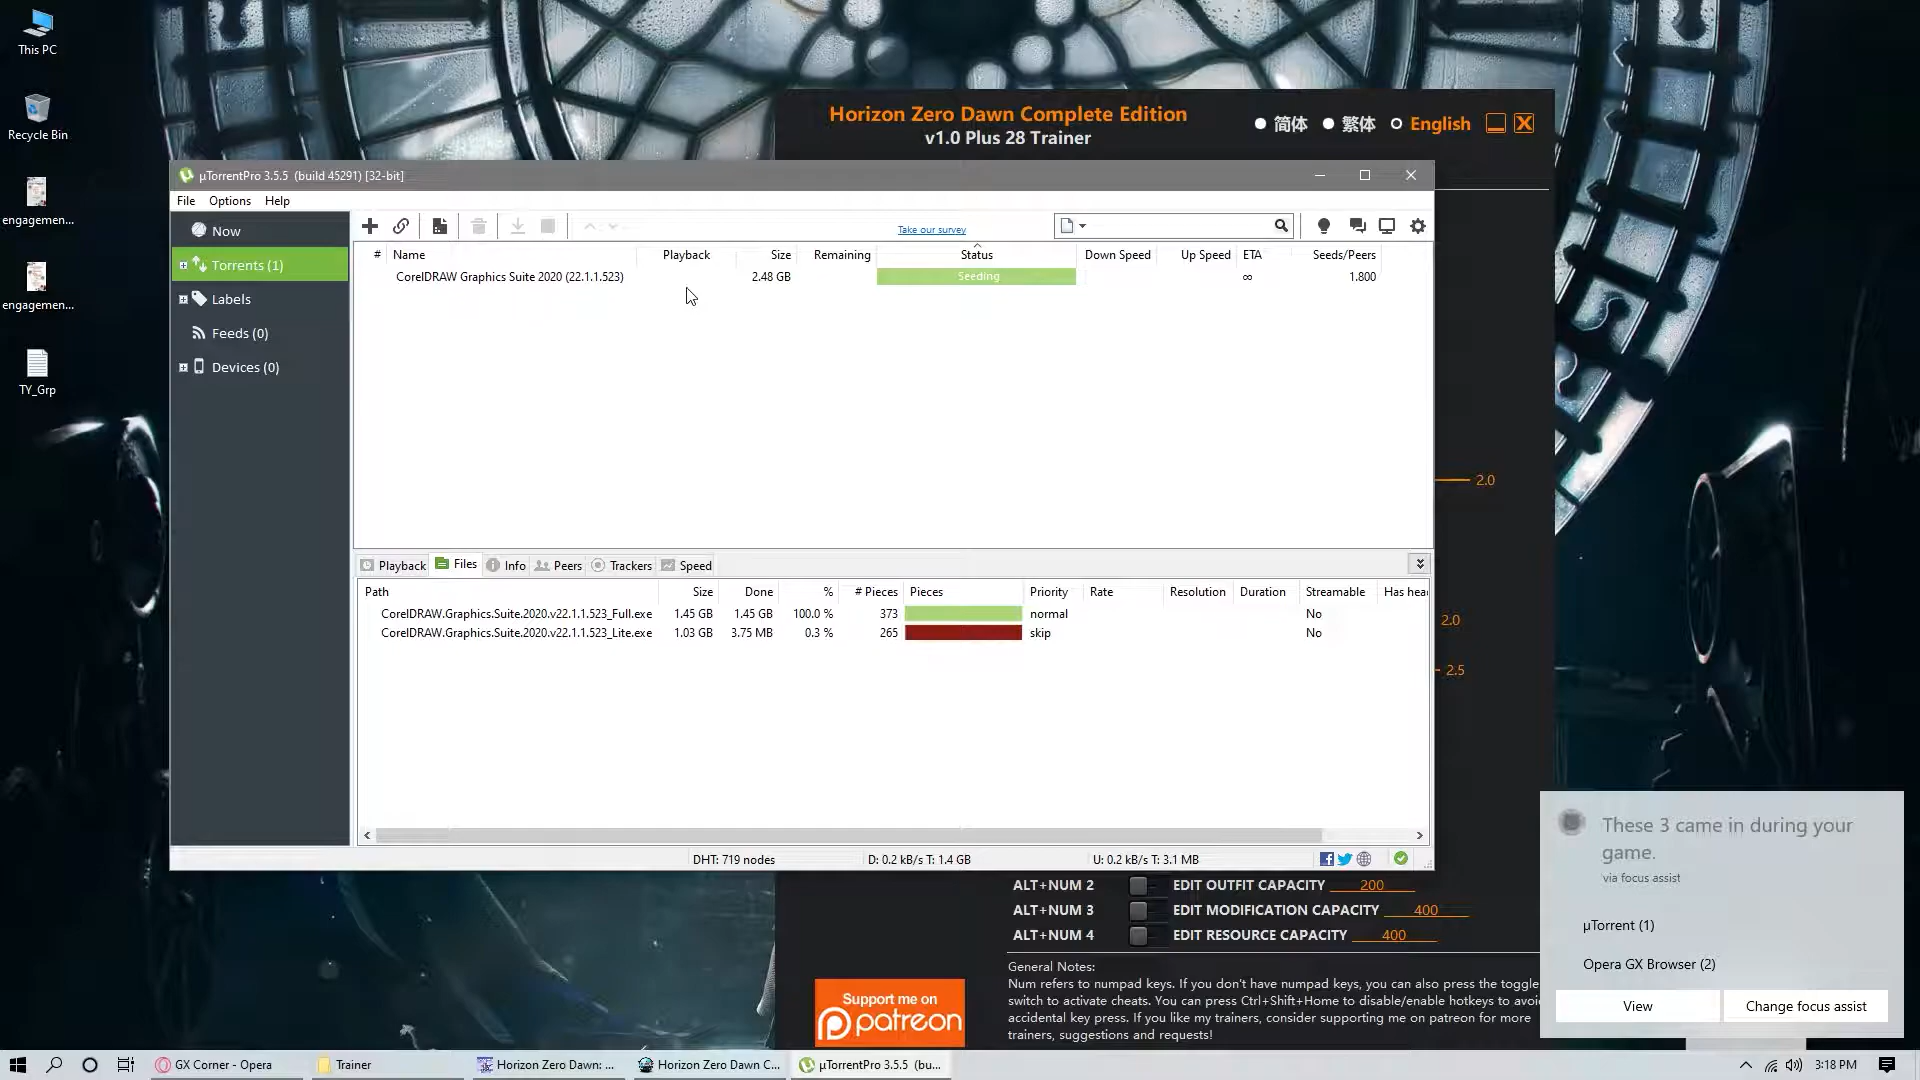 This PC
Recycle Bin
engagemen...
engagemen...
TY_Grp
Horizon Zero Dawn Complete Edition
v1.0 Plus 28 Trainer
简体
繁体
English
µTorrentPro 3.5.5 (build 45291) [32-bit]
File Options Help
Now
Torrents (1)
Labels
Feeds (0)
Devices (0)
Take our survey
# Name Playback Size Remaining Status Down Speed Up Speed ETA Seeds/Peers
CorelDRAW Graphics Suite 2020 (22.1.1.523) 2.48 GB Seeding ∞ 1.800
Playback Files Info Peers Trackers Speed
Path Size Done % # Pieces Pieces Priority Rate Resolution Duration Streamable Has hea
CorelDRAW.Graphics.Suite.2020.v22.1.1.523_Full.exe 1.45 GB 1.45 GB 100.0 % 373 normal No
CorelDRAW.Graphics.Suite.2020.v22.1.1.523_Lite.exe 1.03 GB 3.75 MB 0.3 % 265 skip No
DHT: 719 nodes D: 0.2 kB/s T: 1.4 GB U: 0.2 kB/s T: 3.1 MB
2.0
2.0
2.5
ALT+NUM 2 EDIT OUTFIT CAPACITY 200
ALT+NUM 3 EDIT MODIFICATION CAPACITY 400
ALT+NUM 4 EDIT RESOURCE CAPACITY 400
General Notes:
Num refers to numpad keys. If you don't have numpad keys, you can also press the toggle
switch to activate cheats. You can press Ctrl+Shift+Home to disable/enable hotkeys to avoi
accidental key press. If you like my trainers, consider supporting me on patreon for more
trainers, suggestions and requests!
Support me on
patreon
These 3 came in during your
game.
via focus assist
µTorrent (1)
Opera GX Browser (2)
View
Change focus assist
GX Corner - Opera
Trainer
Horizon Zero Dawn: ...
Horizon Zero Dawn C...
µTorrentPro 3.5.5 (bu...
3:18 PM